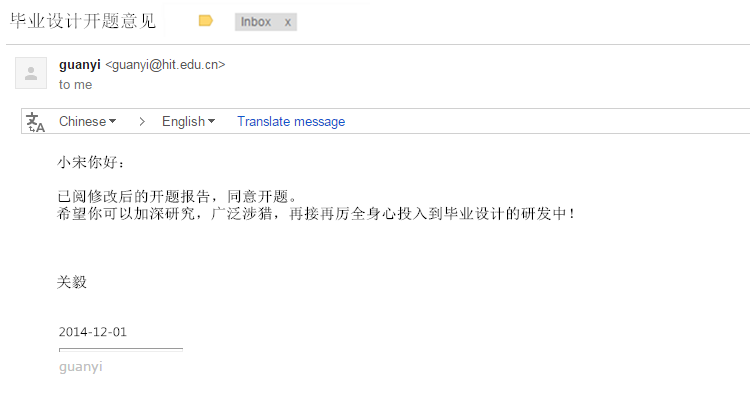 毕业设计开题意见 Inbox x
guanyi <guanyi@hit.edu.cn>
to me
Chinese > English Translate message
小宋你好：
已阅修改后的开题报告，同意开题。
希望你可以加深研究，广泛涉猎，再接再厉全身心投入到毕业设计的研发中！
关毅
2014-12-01
guanyi